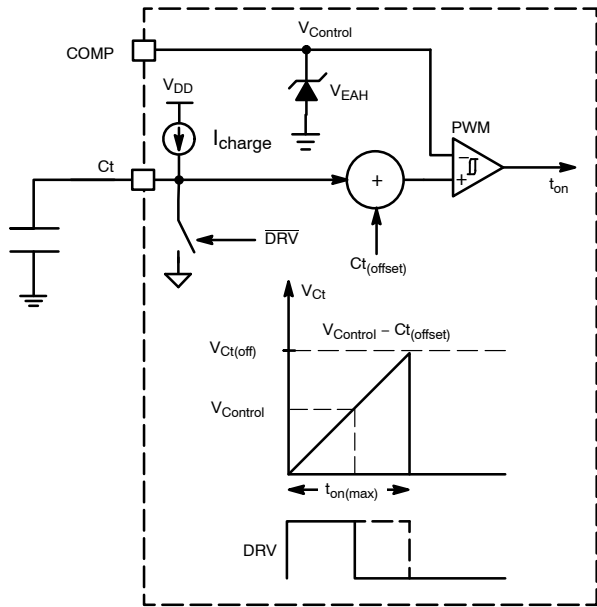 V_Control
COMP
V_DD
V_EAH
I_charge
PWM
Ct
−
+
+
t_on
DRV
Ct_(offset)
V_Ct
V_Control − Ct_(offset)
V_Ct(off)
V_Control
t_on(max)
DRV